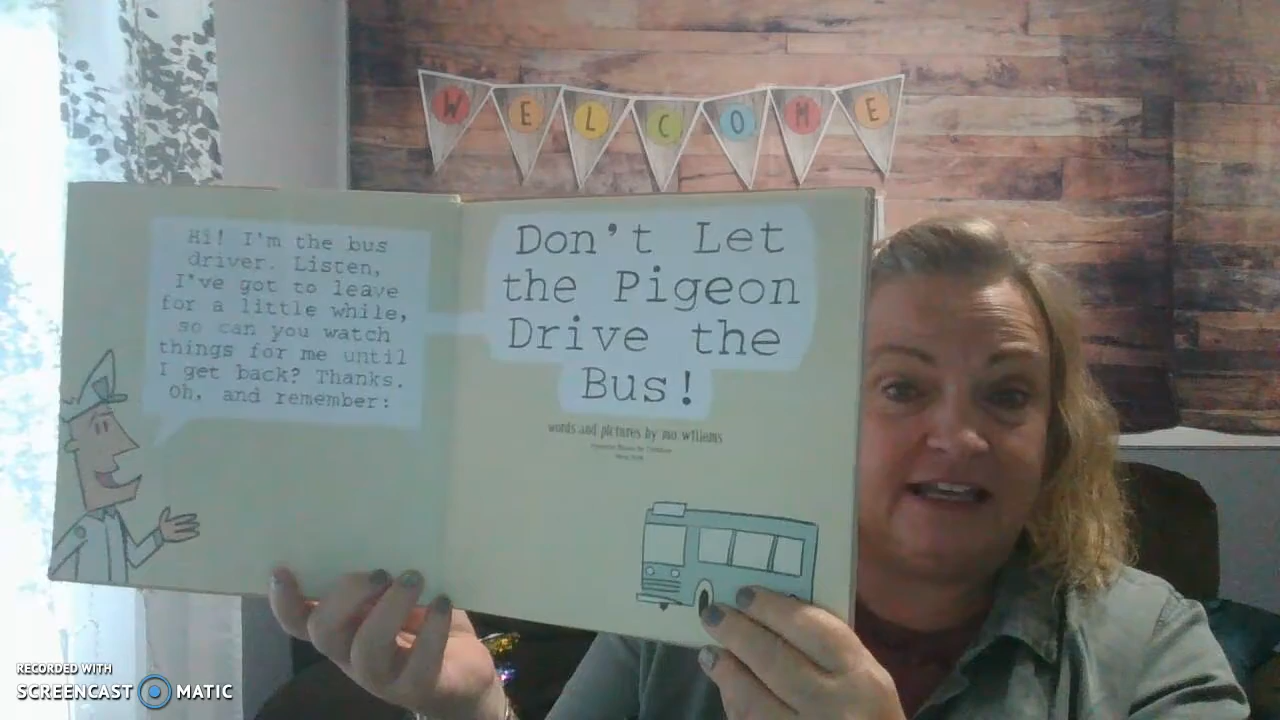 WELCOME
Hi! I'm the bus
driver. Listen,
I've got to leave
for a little while,
so can you watch
things for me until
I get back? Thanks.
Oh, and remember:
Don't Let
the Pigeon
Drive the
Bus!
words and pictures by mo willems
RECORDED WITH
SCREENCAST MATIC